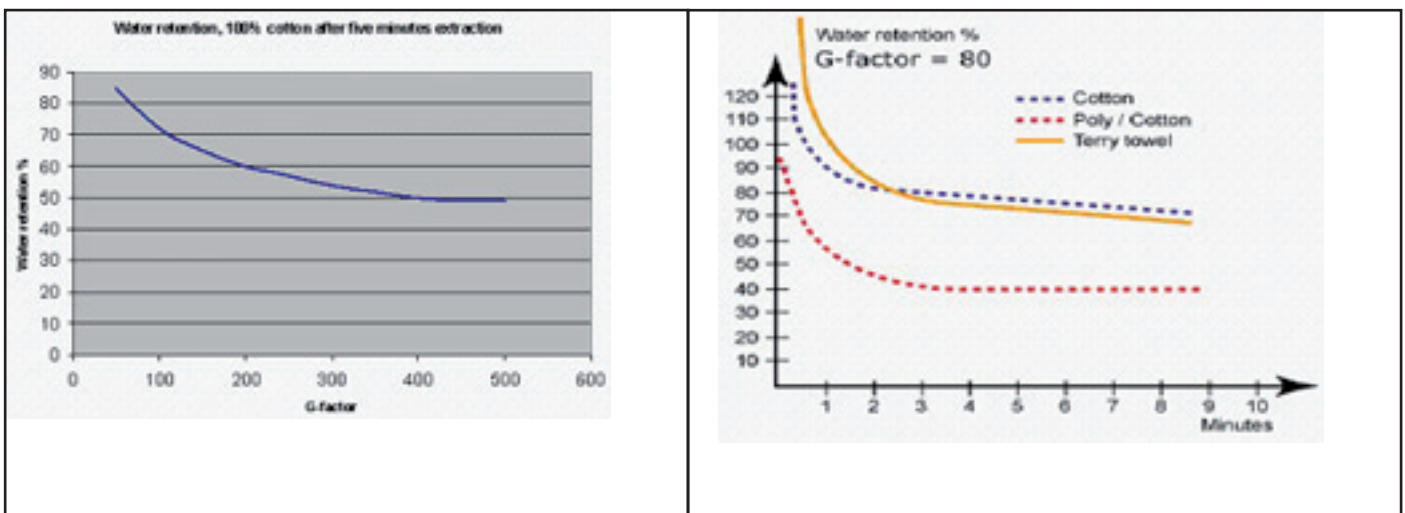 Water retention, 100% cotton after five minutes extraction
90
80
70
60
50
40
30
20
10
0
Water retention %
0 100 200 300 400 500 600
G-factor
Water retention %
G-factor = 80
Cotton
Poly / Cotton
Terry towel
120
110
100
90
80
70
60
50
40
30
20
10
1 2 3 4 5 6 7 8 9 10
Minutes